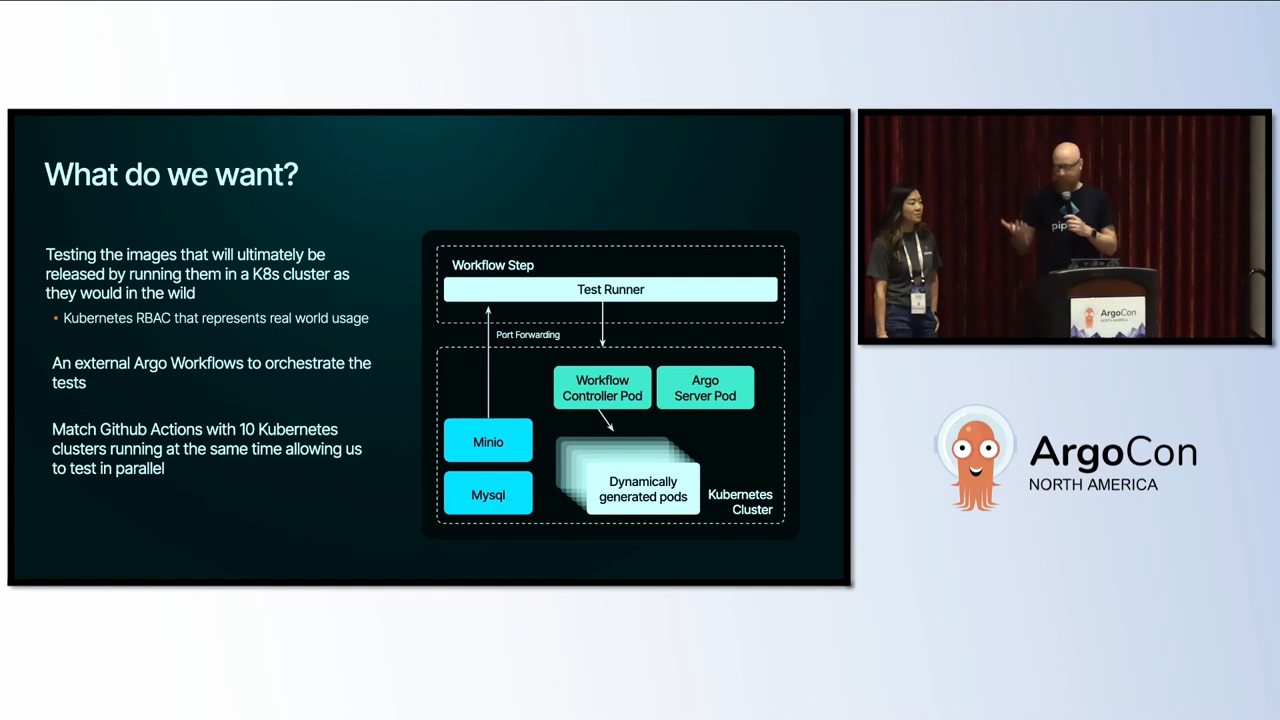 What do we want?
Testing the images that will ultimately be
released by running them in a K8s cluster as
they would in the wild
• Kubernetes RBAC that represents real world usage
An external Argo Workflows to orchestrate the
tests
Match Github Actions with 10 Kubernetes
clusters running at the same time allowing us
to test in parallel
Workflow Step
Test Runner
Port Forwarding
Workflow
Controller Pod
Argo
Server Pod
Minio
Mysql
Dynamically
generated pods
Kubernetes
Cluster
pip
ArgoCon
NORTH AMERICA
ArgoCon
NORTH AMERICA